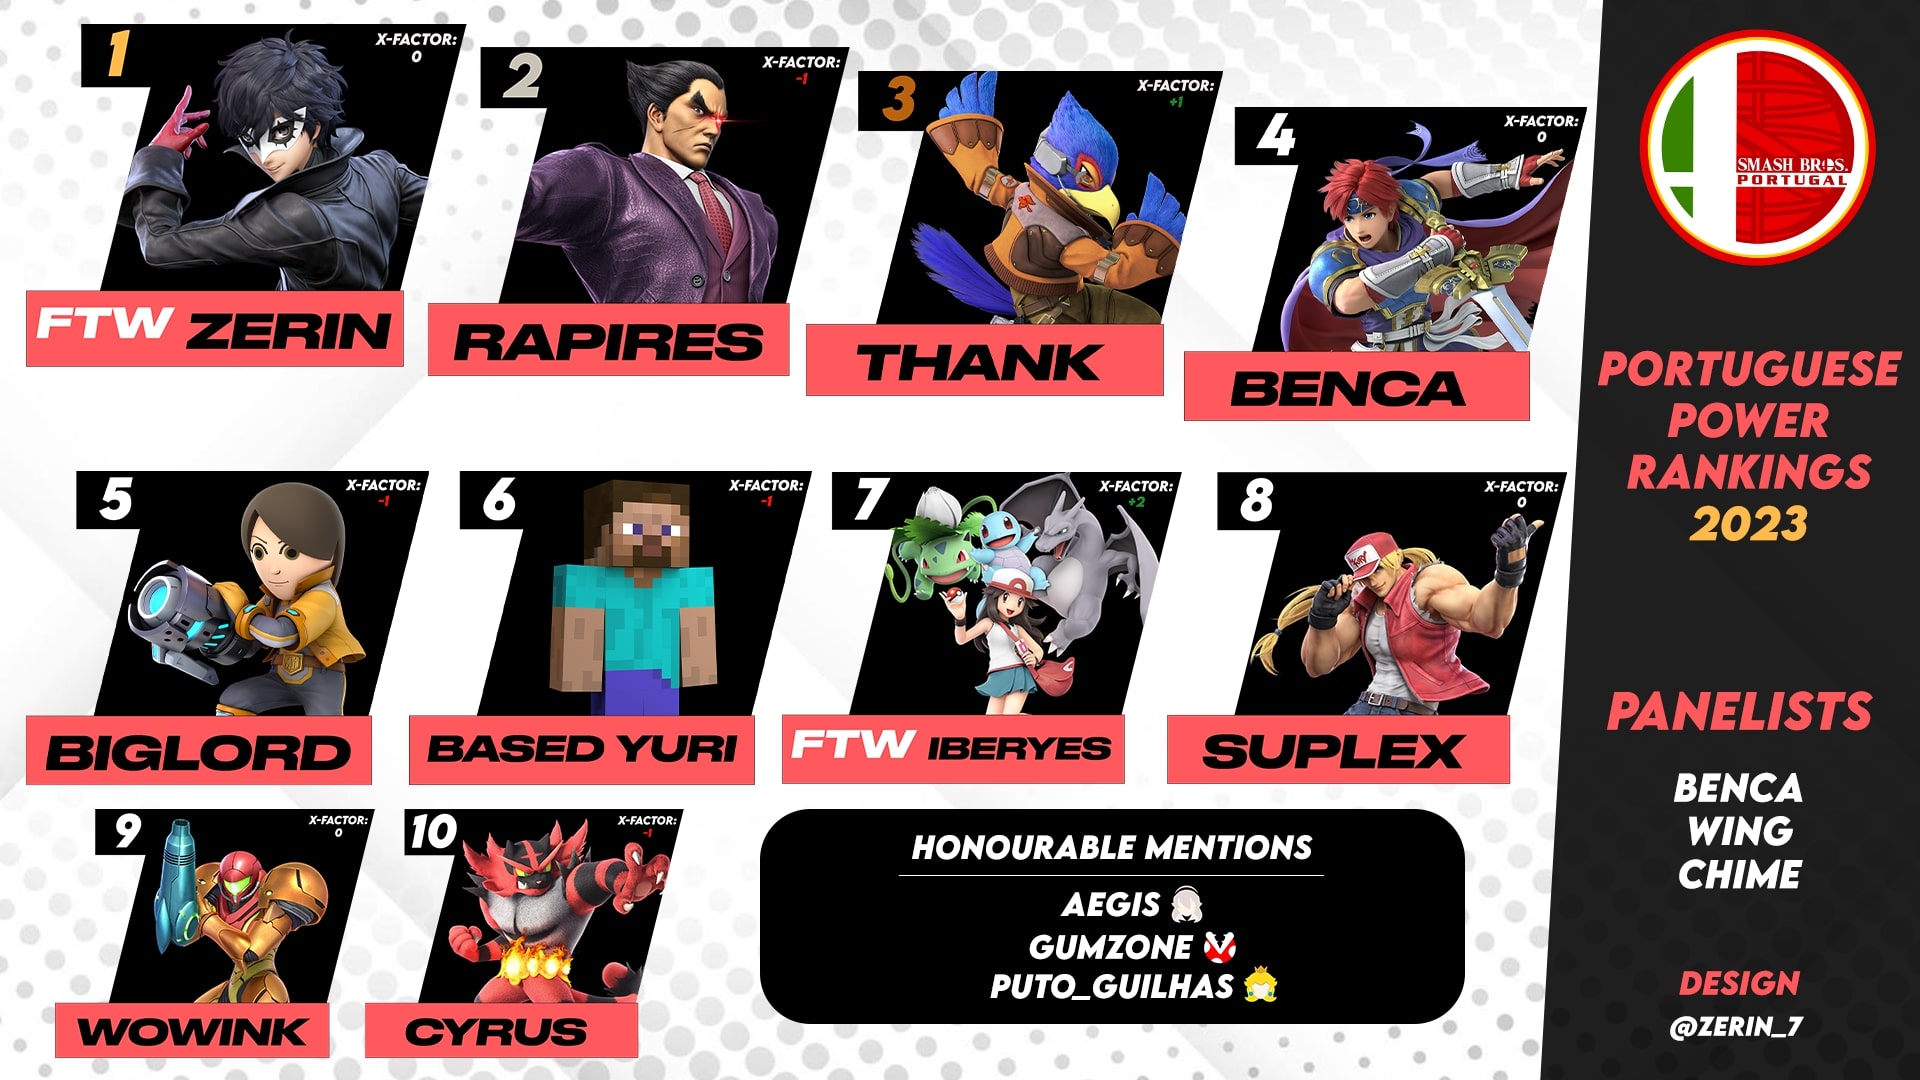 1
X-FACTOR:
0
FTW ZERIN
2
X-FACTOR:
-1
RAPIRES
3
X-FACTOR:
+1
THANK
4
X-FACTOR:
0
BENCA
5
X-FACTOR:
-1
BIGLORD
6
X-FACTOR:
-1
BASED YURI
7
X-FACTOR:
+2
FTW IBERYES
8
X-FACTOR:
0
SUPLEX
9
X-FACTOR:
0
WOWINK
10
X-FACTOR:
-1
CYRUS
HONOURABLE MENTIONS
AEGIS
GUMZONE
PUTO_GUILHAS
SMASH BROS.
PORTUGAL
PORTUGUESE
POWER
RANKINGS
2023
PANELISTS
BENCA
WING
CHIME
DESIGN
@ZERIN_7